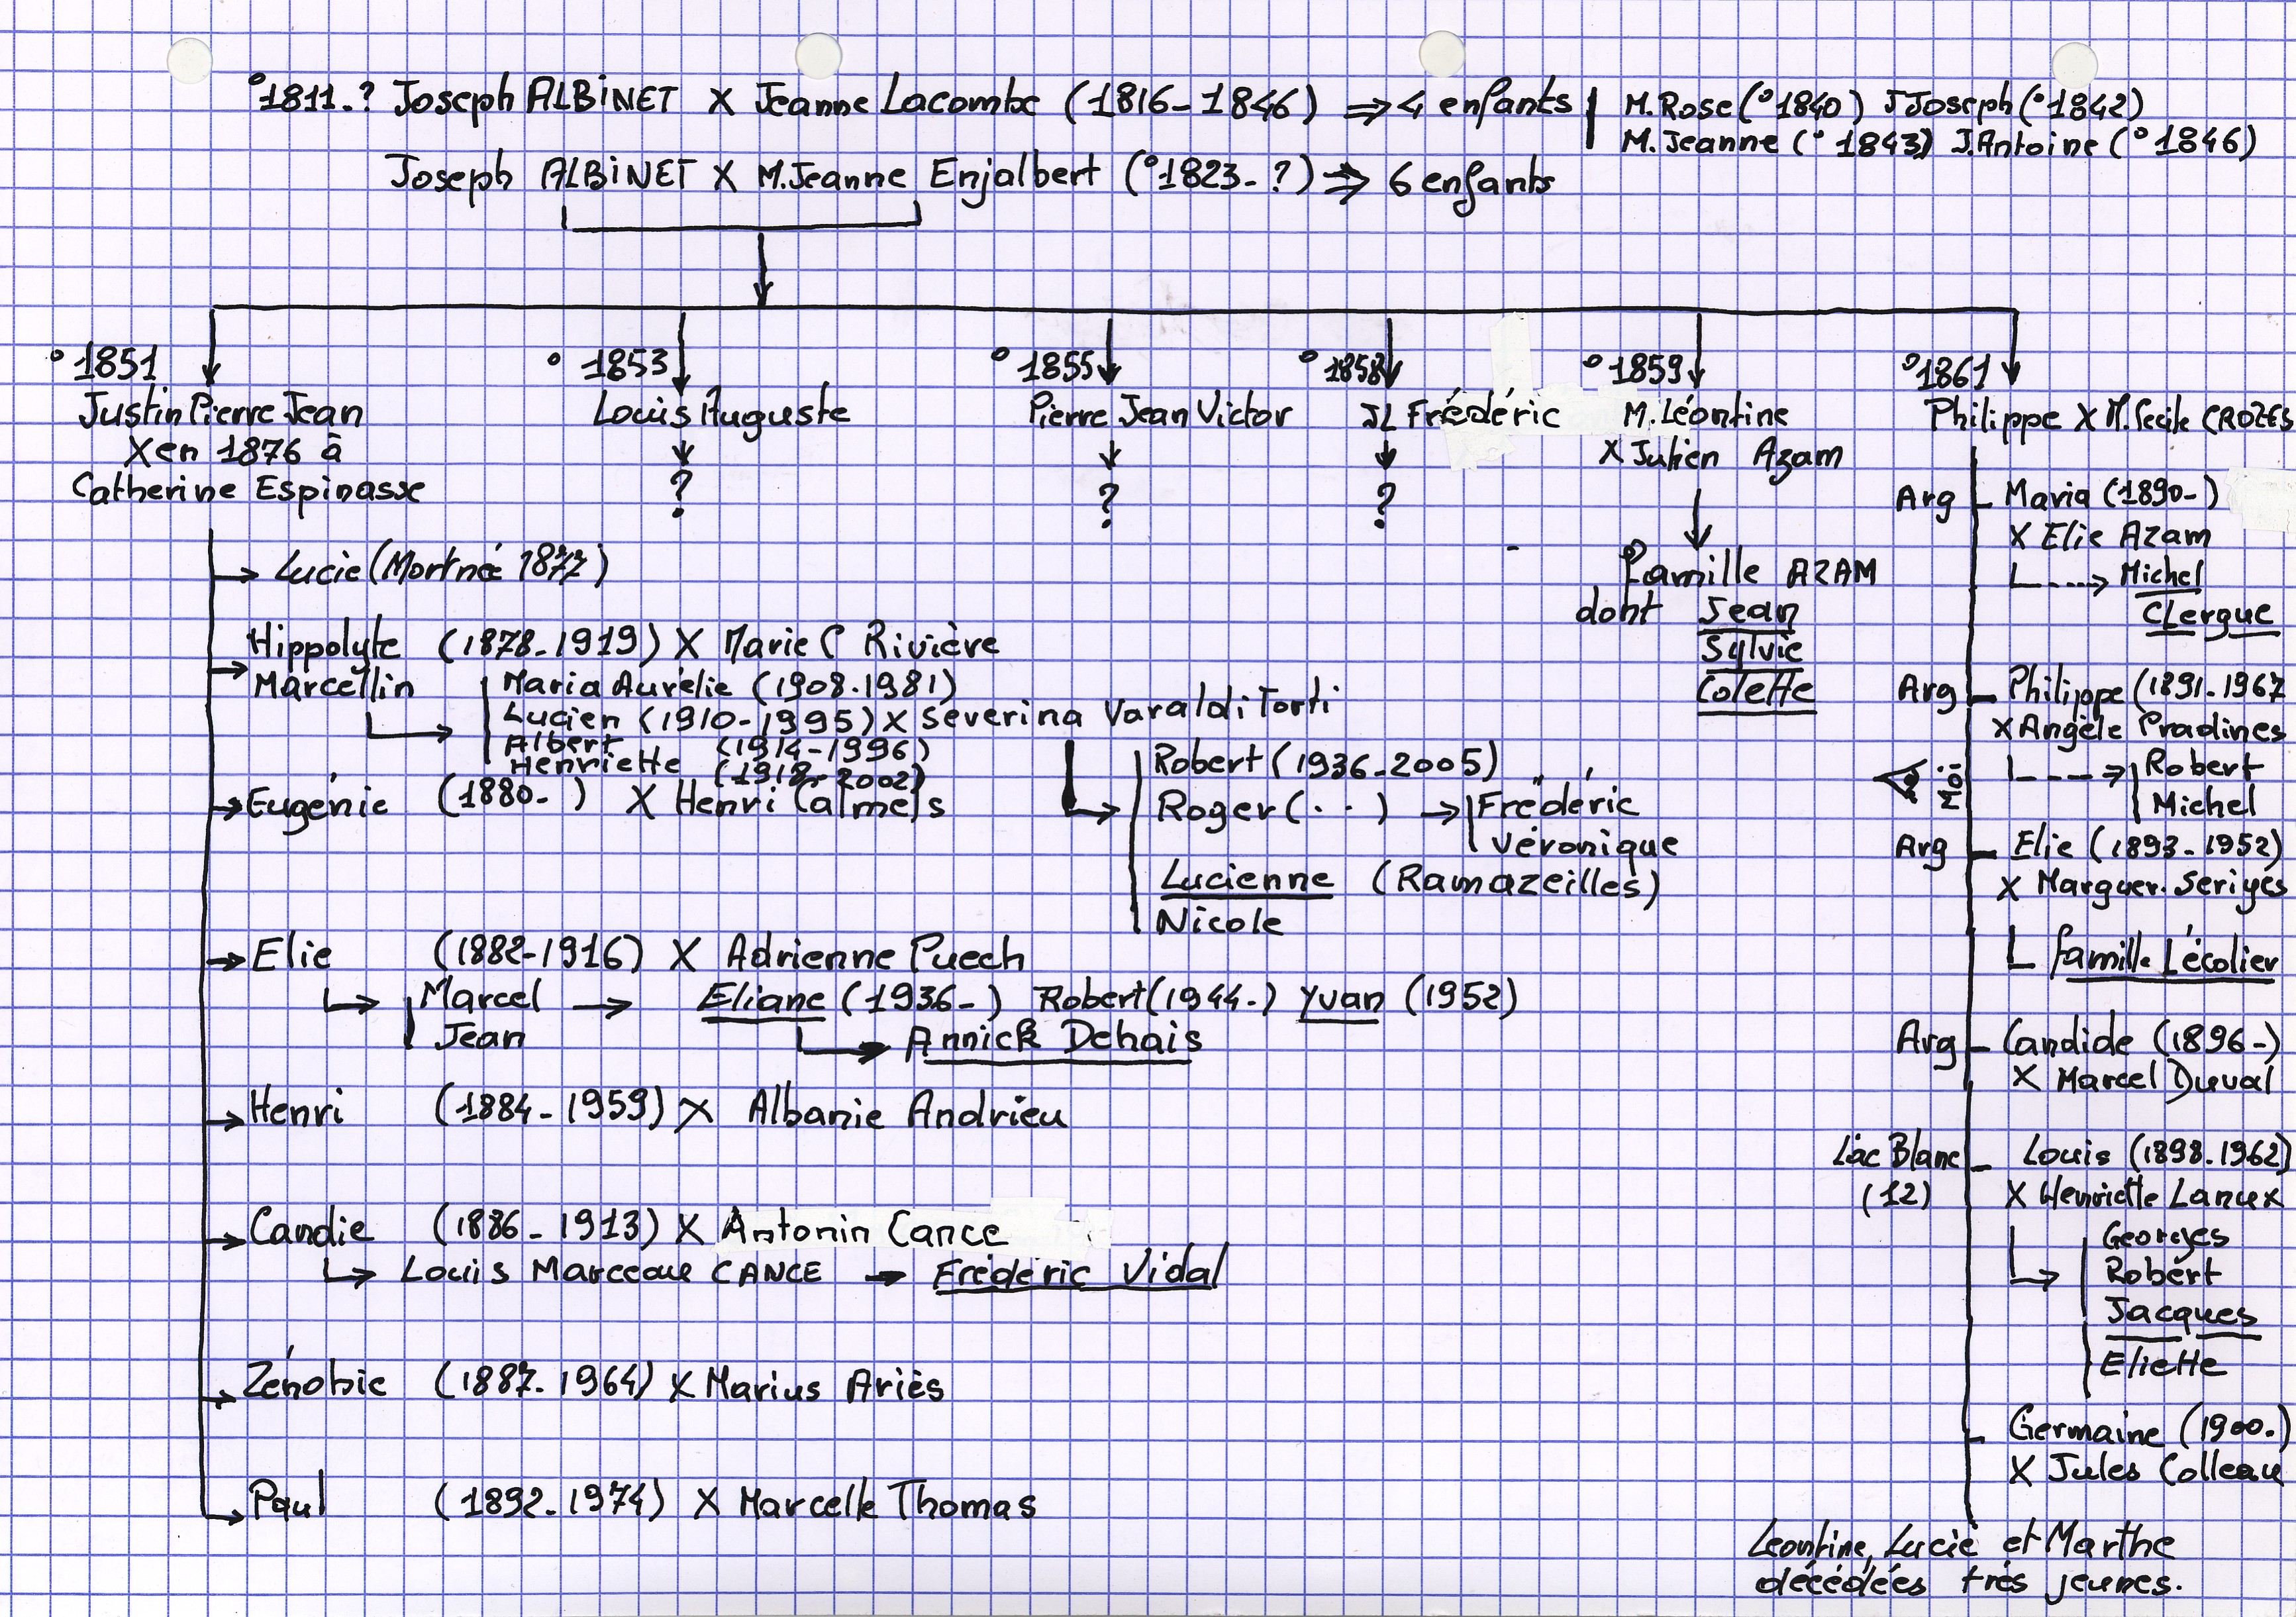 °1811-? Joseph ALBINET X Jeanne Lacombe (1816-1846) ⇒ 4 enfants
M.Rose (°1840) J Joseph (°1842)
M.Jeanne (°1843) J.Antoine (°1846)
Joseph ALBINET X M.Jeanne Enjalbert (°1823-?) ⇒ 6 enfants
°1851
Justin Pierre Jean
X en 1876 à
Catherine Espinasse
→ Lucie (Mortnée 1877)
→ Hippolyte Marcellin (1878-1919) X Marie C Rivière
Maria Aurélie (1908-1981)
Lucien (1910-1995) X Séverina Varaldi Torti
Albert (1914-1996)
Henriette (1918-2002)
Robert (1936-2005)
Roger (..) → Frédéric
Véronique
Lucienne (Ramazeilles)
Nicole
→ Eugénie (1880- ) X Henri Calmels
→ Elie (1882-1916) X Adrienne Puech
Marcel → Eliane (1936-) Robert (1944-) Yvan (1952)
Jean
→ Annick Dehais
→ Henri (1884-1959) X Albanie Andrieu
→ Candie (1886-1913) X Antonin Cance
→ Louis Marceau CANCE → Frédéric Vidal
→ Zénobie (1887-1964) X Marius Ariès
→ Paul (1892-1974) X Marcelle Thomas
°1853
Louis Auguste
?
°1855
Pierre Jean Victor
?
°1858
JL Frédéric
?
°1859
M.Léontine
X Julien Azam
Famille AZAM
dont Jean
Sylvie
Colette
°1861
Philippe X M.Cecile CROZES
Arg Maria (1890-)
X Elie Azam
→ Michel
Clergue
Arg Philippe (1891-1967
X Angèle Pradines
→ Robert
Michel
Moi
Arg Elie (1893-1952)
X Marguer. Seriyès
famille Lécolier
Arg Candide (1896-)
X Marcel Duval
Lac Blanc Louis (1898-1962)
(12) X Henriette Lanux
→ Georges
Robert
Jacques
Eliette
Germaine (1900.)
X Jules Colleau
Leontine, Lucie et Marthe
décédées très jeunes.